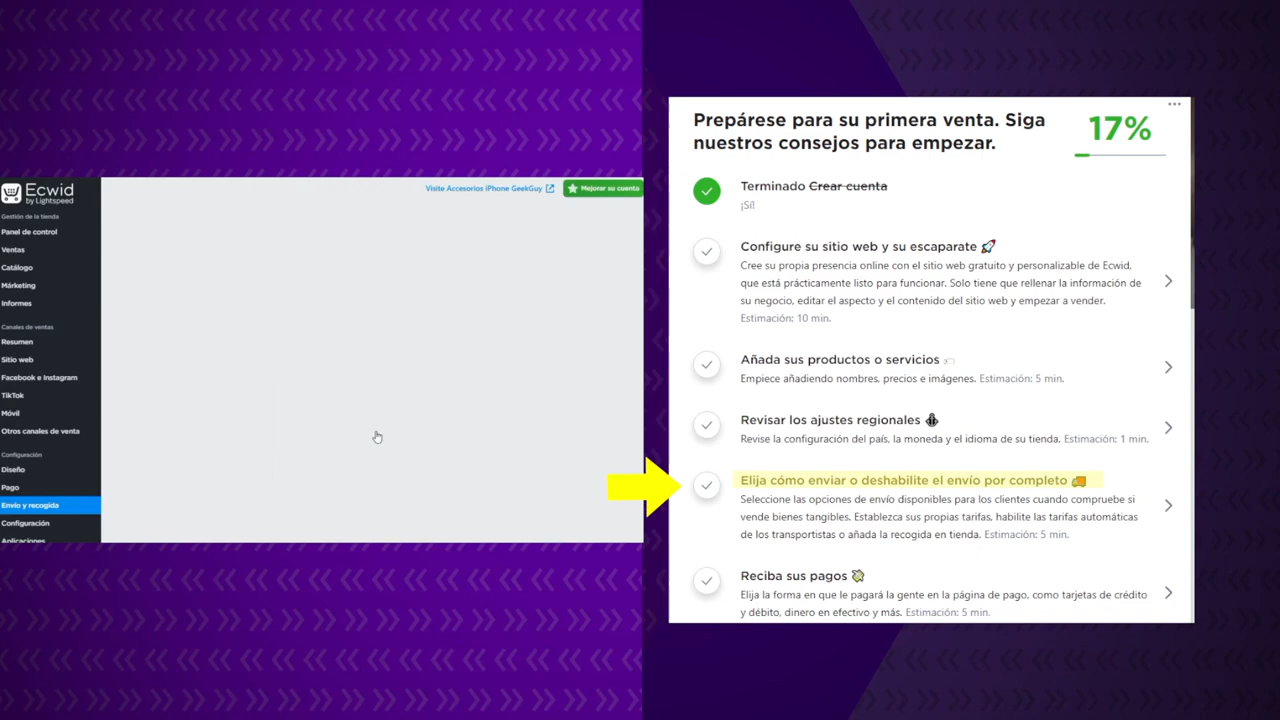 Ecwid
by Lightspeed
Visite Accesorios iPhone GeekGuy
Mejorar su cuenta
Gestión de la tienda
Panel de control
Ventas
Catálogo
Márketing
Informes
Canales de ventas
Resumen
Sitio web
Facebook e Instagram
TikTok
Móvil
Otros canales de venta
Configuración
Diseño
Pago
Envío y recogida
Configuración
Aplicaciones
Prepárese para su primera venta. Siga
nuestros consejos para empezar.
17%
Terminado Crear cuenta
¡Sí!
Configure su sitio web y su escaparate
Cree su propia presencia online con el sitio web gratuito y personalizable de Ecwid,
que está prácticamente listo para funcionar. Solo tiene que rellenar la información de
su negocio, editar el aspecto y el contenido del sitio web y empezar a vender.
Estimación: 10 min.
Añada sus productos o servicios
Empiece añadiendo nombres, precios e imágenes. Estimación: 5 min.
Revisar los ajustes regionales
Revise la configuración del país, la moneda y el idioma de su tienda. Estimación: 1 min.
Elija cómo enviar o deshabilite el envío por completo
Seleccione las opciones de envío disponibles para los clientes cuando compruebe si
vende bienes tangibles. Establezca sus propias tarifas, habilite las tarifas automáticas
de los transportistas o añada la recogida en tienda. Estimación: 5 min.
Reciba sus pagos
Elija la forma en que le pagará la gente en la página de pago, como tarjetas de crédito
y débito, dinero en efectivo y más. Estimación: 5 min.